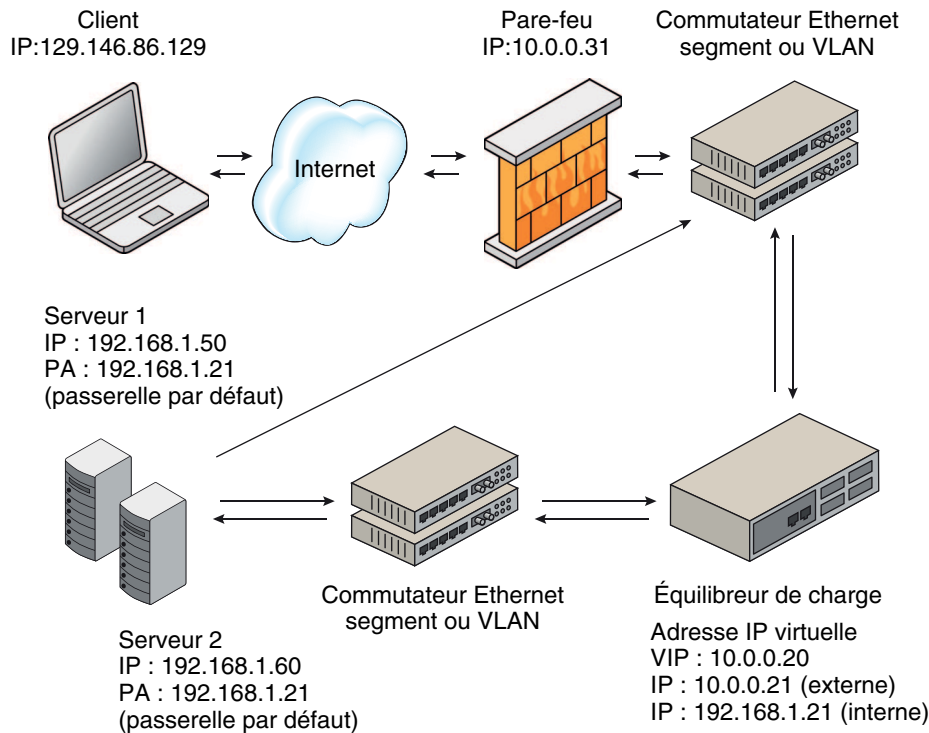 Client
IP:129.146.86.129
Pare-feu
IP:10.0.0.31
Commutateur Ethernet
segment ou VLAN
Internet
Serveur 1
IP : 192.168.1.50
PA : 192.168.1.21
(passerelle par défaut)
Commutateur Ethernet
segment ou VLAN
Équilibreur de charge
Adresse IP virtuelle
VIP : 10.0.0.20
IP : 10.0.0.21 (externe)
IP : 192.168.1.21 (interne)
Serveur 2
IP : 192.168.1.60
PA : 192.168.1.21
(passerelle par défaut)